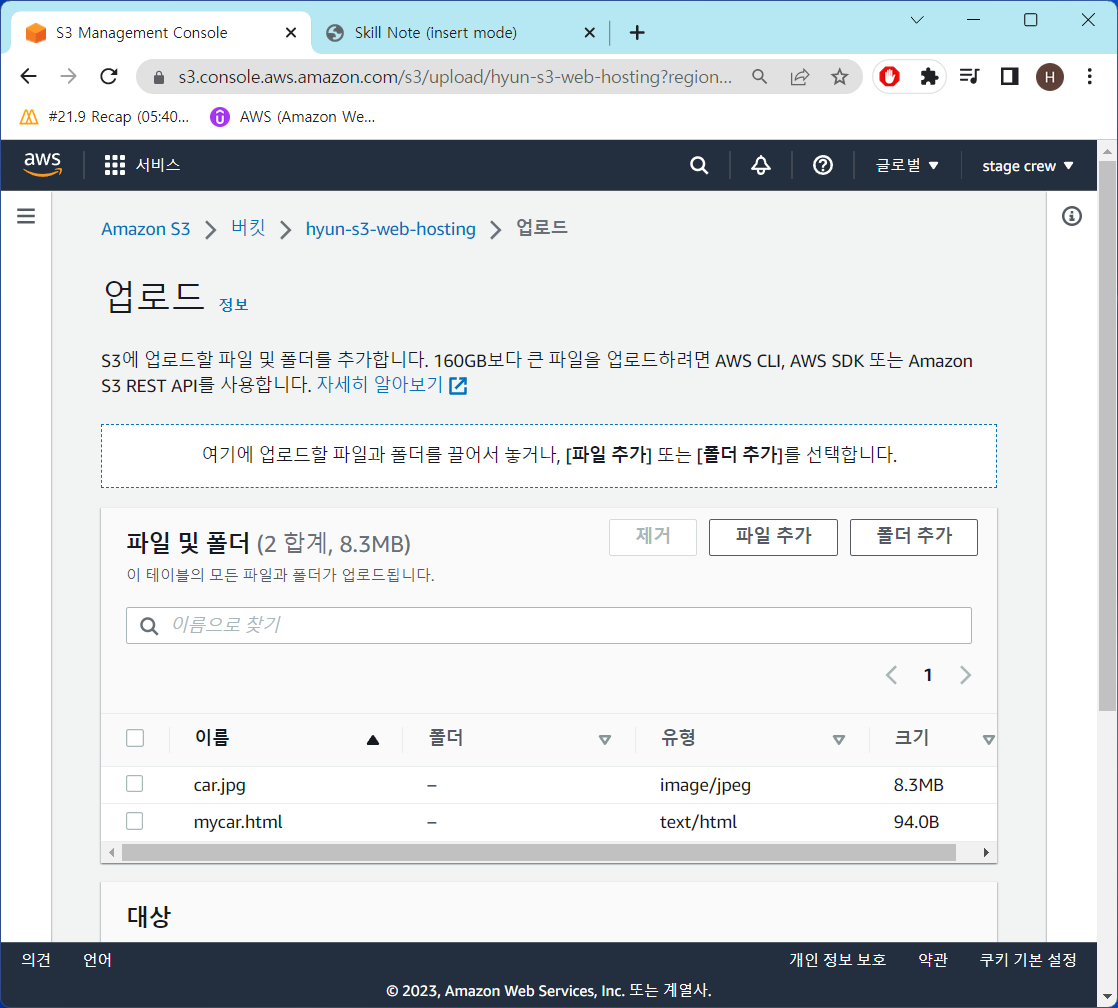 S3 Management Console
Skill Note (insert mode)
s3.console.aws.amazon.com/s3/upload/hyun-s3-web-hosting?region...
H
#21.9 Recap (05:40...
AWS (Amazon We...
aws
서비스
글로벌
stage crew
Amazon S3
버킷
hyun-s3-web-hosting
업로드
업로드 정보
S3에 업로드할 파일 및 폴더를 추가합니다. 160GB보다 큰 파일을 업로드하려면 AWS CLI, AWS SDK 또는 Amazon
S3 REST API를 사용합니다. 자세히 알아보기
여기에 업로드할 파일과 폴더를 끌어서 놓거나, [파일 추가] 또는 [폴더 추가]를 선택합니다.
파일 및 폴더 (2 합계, 8.3MB)
제거
파일 추가
폴더 추가
이 테이블의 모든 파일과 폴더가 업로드됩니다.
이름으로 찾기
1
이름 폴더 유형 크기
car.jpg – image/jpeg 8.3MB
mycar.html – text/html 94.0B
대상
의견 언어 개인 정보 보호 약관 쿠키 기본 설정
© 2023, Amazon Web Services, Inc. 또는 계열사.